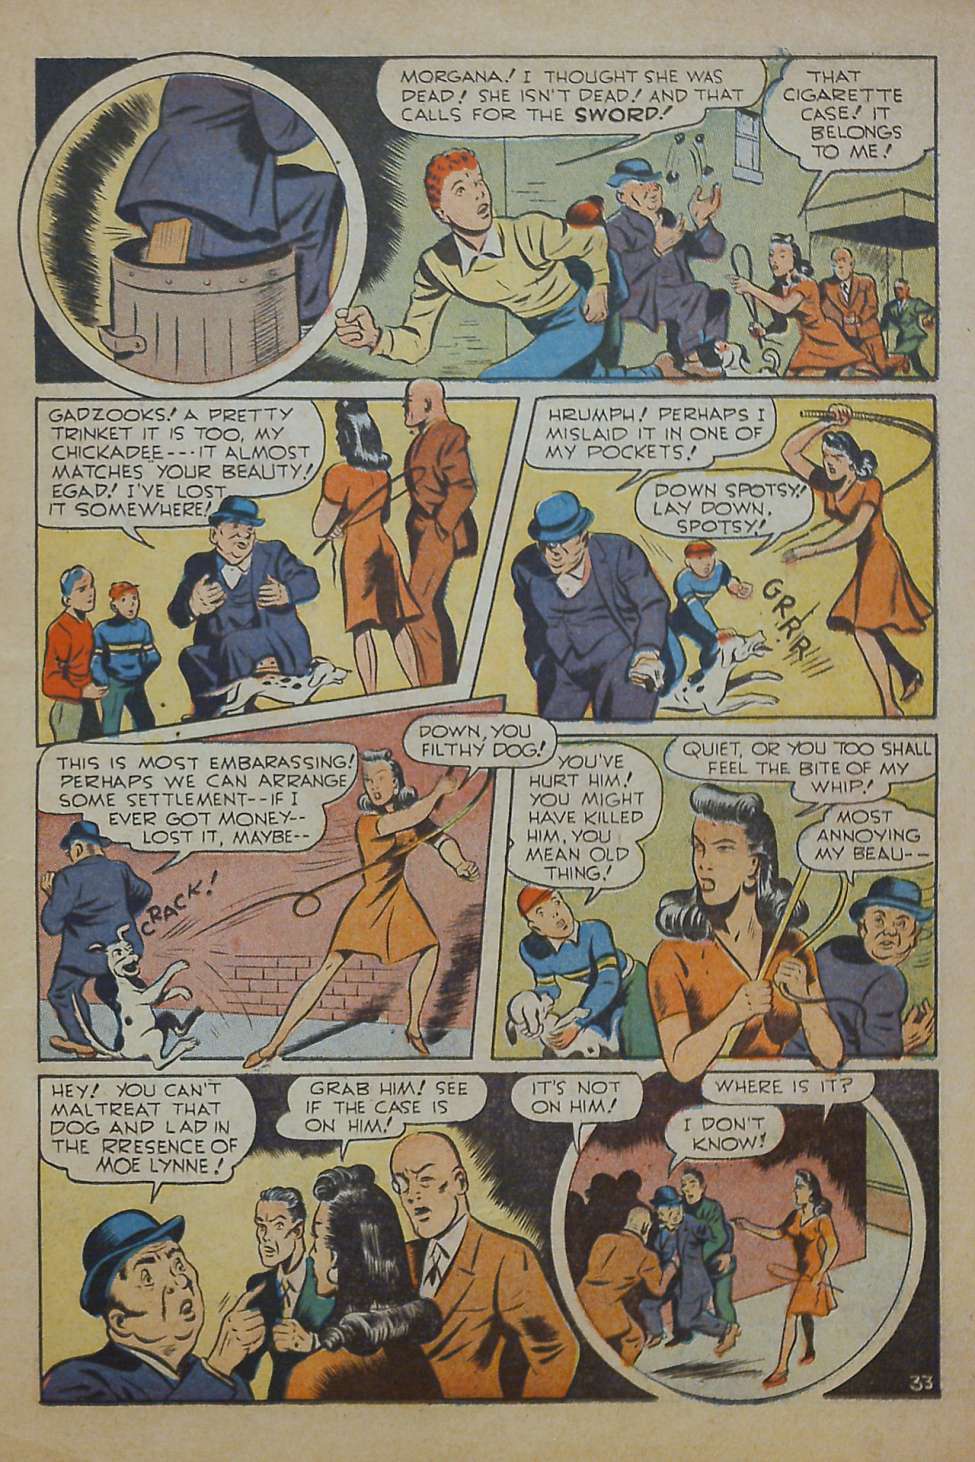 MORGANA! I THOUGHT SHE WAS
DEAD! SHE ISN'T DEAD! AND THAT
CALLS FOR THE SWORD!
THAT
CIGARETTE
CASE! IT
BELONGS
TO ME!
GADZOOKS! A PRETTY
TRINKET IT IS TOO, MY
CHICKADEE---IT ALMOST
MATCHES YOUR BEAUTY!
EGAD! I'VE LOST
IT SOMEWHERE!
HRUMPH! PERHAPS I
MISLAID IT IN ONE OF
MY POCKETS!
DOWN SPOTSY!
LAY DOWN,
SPOTSY!
GRRRR
THIS IS MOST EMBARASSING!
PERHAPS WE CAN ARRANGE
SOME SETTLEMENT--IF I
EVER GOT MONEY--
LOST IT, MAYBE--
DOWN, YOU
FILTHY DOG!
CRACK!
YOU'VE
HURT HIM!
YOU MIGHT
HAVE KILLED
HIM, YOU
MEAN OLD
THING!
QUIET, OR YOU TOO SHALL
FEEL THE BITE OF MY
WHIP!
MOST
ANNOYING
MY BEAU--
HEY! YOU CAN'T
MALTREAT THAT
DOG AND LAD IN
THE RRESENCE OF
MOE LYNNE!
GRAB HIM! SEE
IF THE CASE IS
ON HIM!
IT'S NOT
ON HIM!
WHERE IS IT?
I DON'T
KNOW!
33